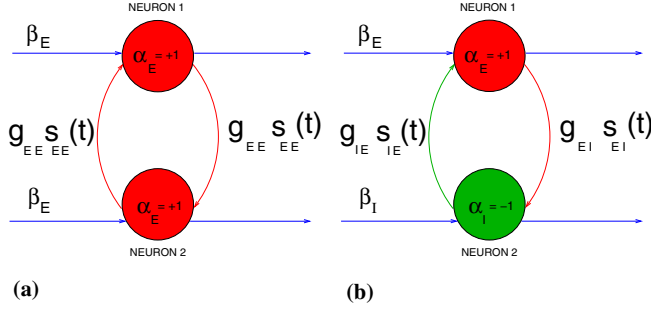 NEURON 1
β_E
α_E = +1
g_EE s_EE(t)
g_EE s_EE(t)
β_E
α_E = +1
NEURON 2
(a)
NEURON 1
β_E
α_E = +1
g_IE s_IE(t)
g_EI s_EI(t)
β_I
α_I = −1
NEURON 2
(b)